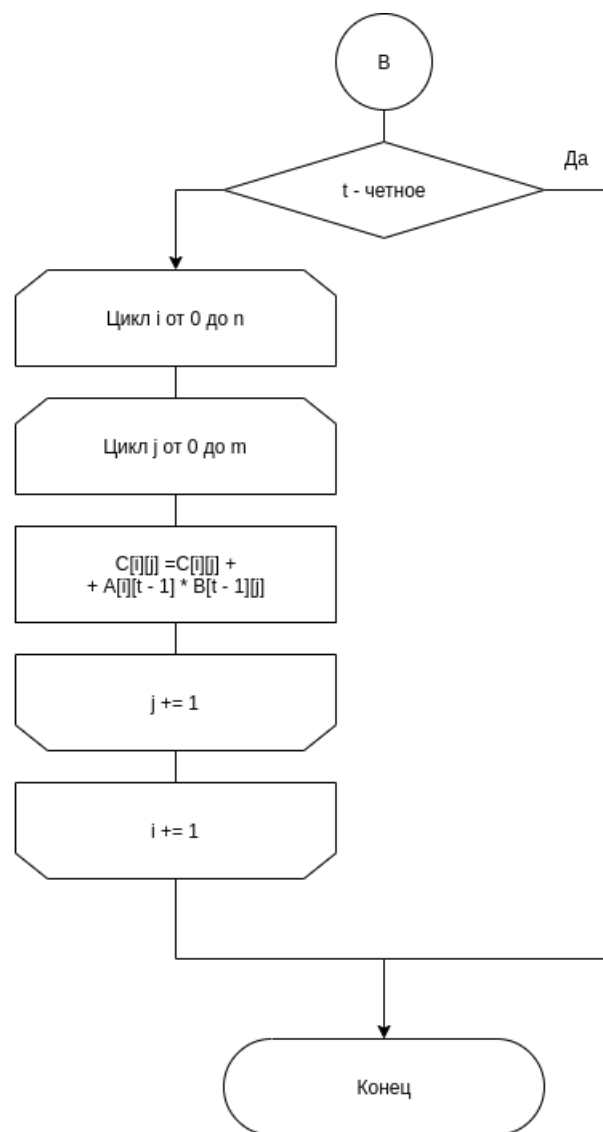 B
Да
t - четное
Цикл i от 0 до n
Цикл j от 0 до m
C[i][j] =C[i][j] +
+ A[i][t - 1] * B[t - 1][j]
j += 1
i += 1
Конец